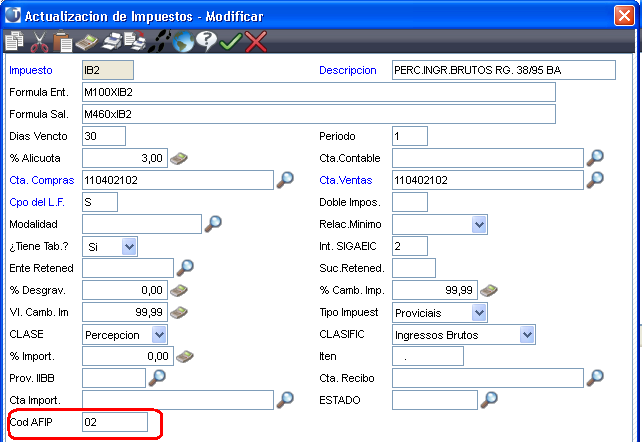 Actualizacion de Impuestos - Modificar
Impuesto IB2 Descripcion PERC.INGR.BRUTOS RG. 38/95 BA
Formula Ent. M100XIB2
Formula Sal. M460xIB2
Dias Vencto 30 Periodo 1
% Alicuota 3,00 Cta.Contable
Cta. Compras 110402102 Cta.Ventas 110402102
Cpo del L.F. S Doble Impos.
Modalidad Relac.Minimo
¿Tiene Tab.? Si Int. SIGAEIC 2
Ente Retened Suc.Retened.
% Desgrav. 0,00 % Camb. Imp. 99,99
Vl. Camb. Im 99,99 Tipo Impuest Proviciais
CLASE Percepcion CLASIFIC Ingressos Brutos
% Import. 0,00 Iten .
Prov. IIBB Cta. Recibo
Cta Import. ESTADO
Cod AFIP 02